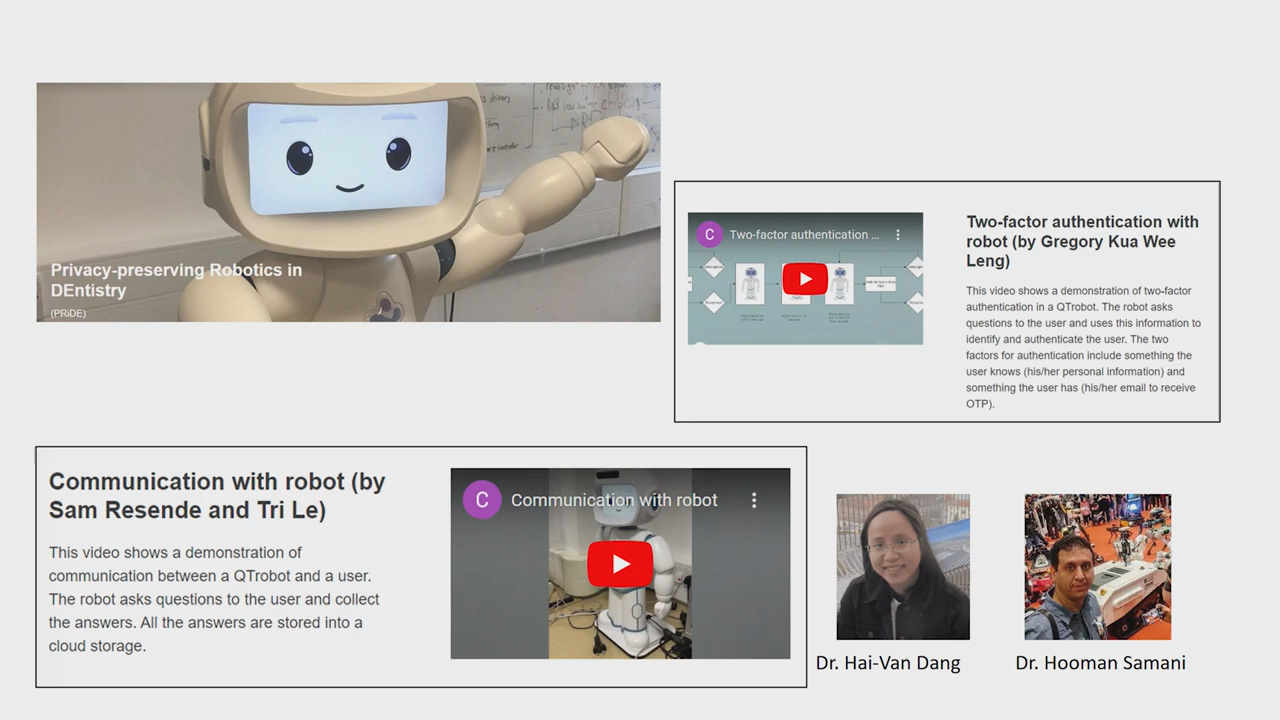 Privacy-preserving Robotics in
DEntistry
(PRiDE)
C Two-factor authentication ...
Two-factor authentication with
robot (by Gregory Kua Wee
Leng)
This video shows a demonstration of two-factor
authentication in a QTrobot. The robot asks
questions to the user and uses this information to
identify and authenticate the user. The two
factors for authentication include something the
user knows (his/her personal information) and
something the user has (his/her email to receive
OTP).
Communication with robot (by
Sam Resende and Tri Le)
This video shows a demonstration of
communication between a QTrobot and a user.
The robot asks questions to the user and collect
the answers. All the answers are stored into a
cloud storage.
C Communication with robot
Dr. Hai-Van Dang
Dr. Hooman Samani